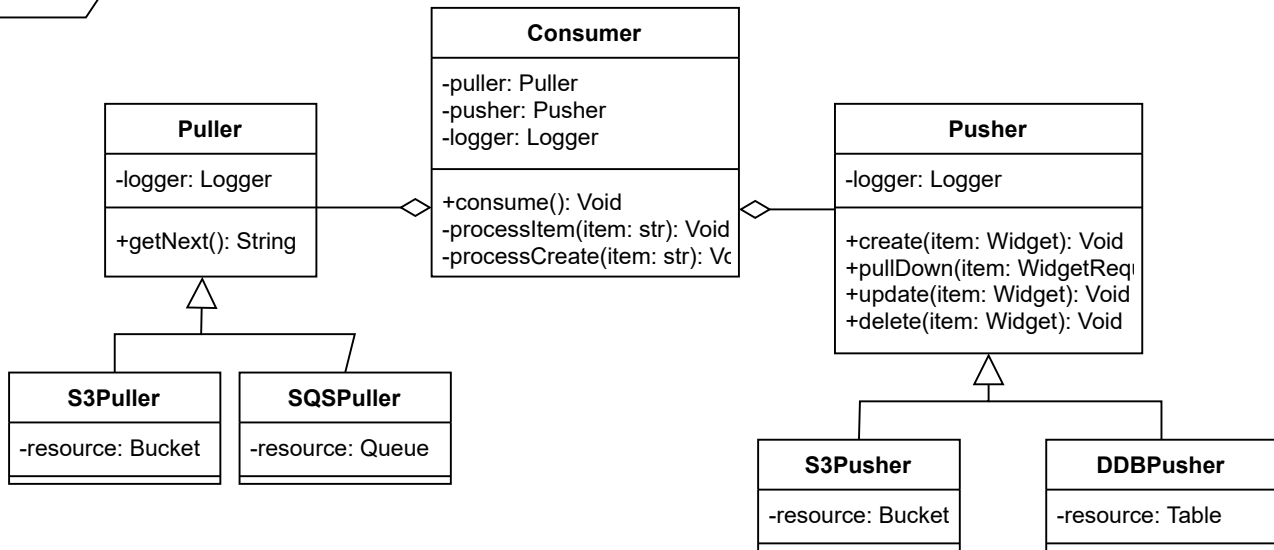 Consumer
-puller: Puller
-pusher: Pusher
-logger: Logger
+consume(): Void
-processItem(item: str): Void
-processCreate(item: str):
Puller
-logger: Logger
+getNext(): String
Pusher
-logger: Logger
+create(item: Widget): Void
+pullDown(item:
+update(item: Widget): Void
+delete(item: Widget): Void
S3Puller
-resource: Bucket
SQSPuller
-resource: Queue
S3Pusher
-resource: Bucket
DDBPusher
-resource: Table